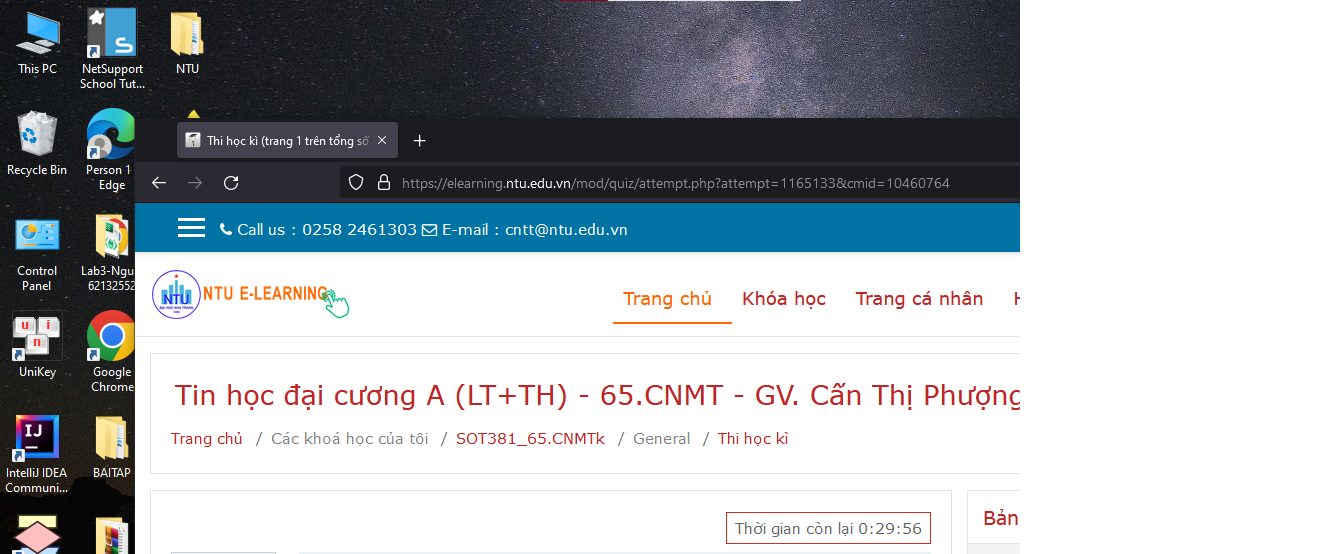 This PC
NetSupport
School Tut...
NTU
Recycle Bin
Person 1
Edge
Control
Panel
Lab3-Ngu
62132552
UniKey
Google
Chrome
IntelliJ IDEA
Communi...
BAITAP
Thi học kì (trang 1 trên tổng số
https://elearning.ntu.edu.vn/mod/quiz/attempt.php?attempt=1165133&cmid=10460764
Call us : 0258 2461303 E-mail : cntt@ntu.edu.vn
NTU
NTU E-LEARNING
Trang chủ Khóa học Trang cá nhân
Tin học đại cương A (LT+TH) - 65.CNMT - GV. Cấn Thị Phượng
Trang chủ / Các khoá học của tôi / SOT381_65.CNMTk / General / Thi học kì
Thời gian còn lại 0:29:56
Bản